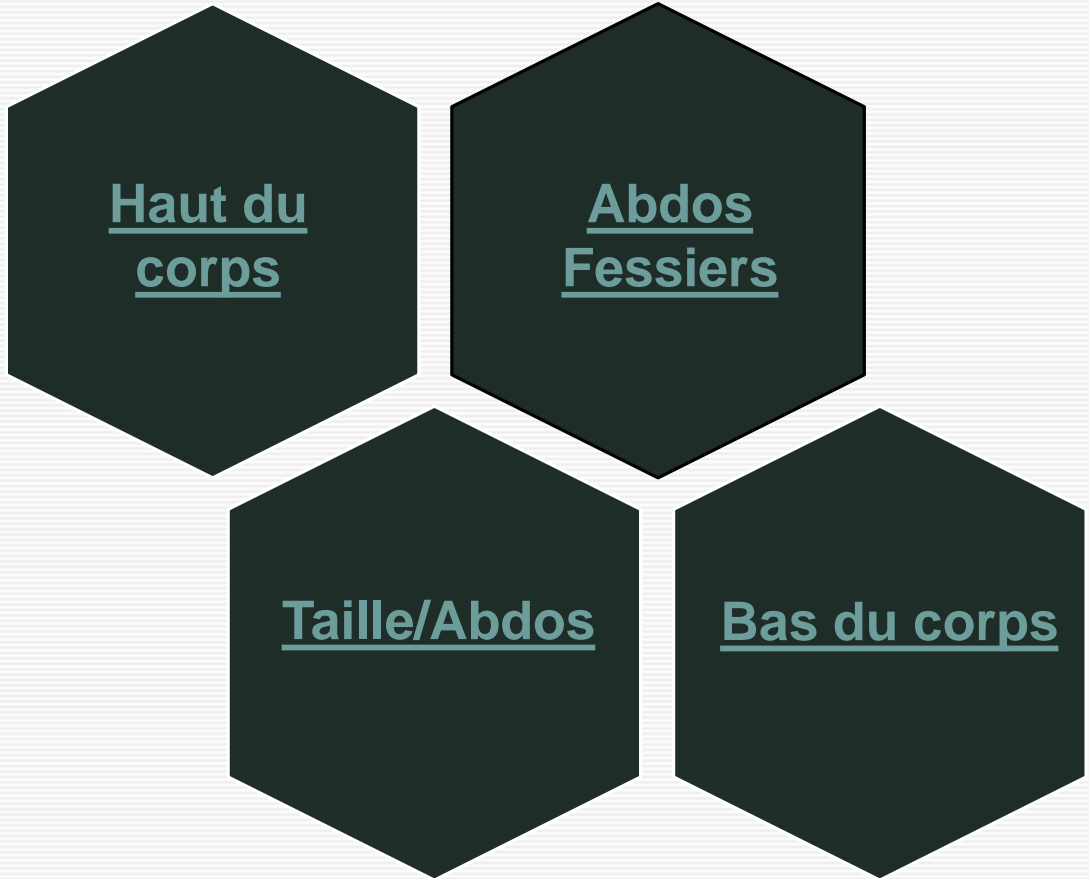 Haut du
corps
Abdos
Fessiers
Taille/Abdos
Bas du corps